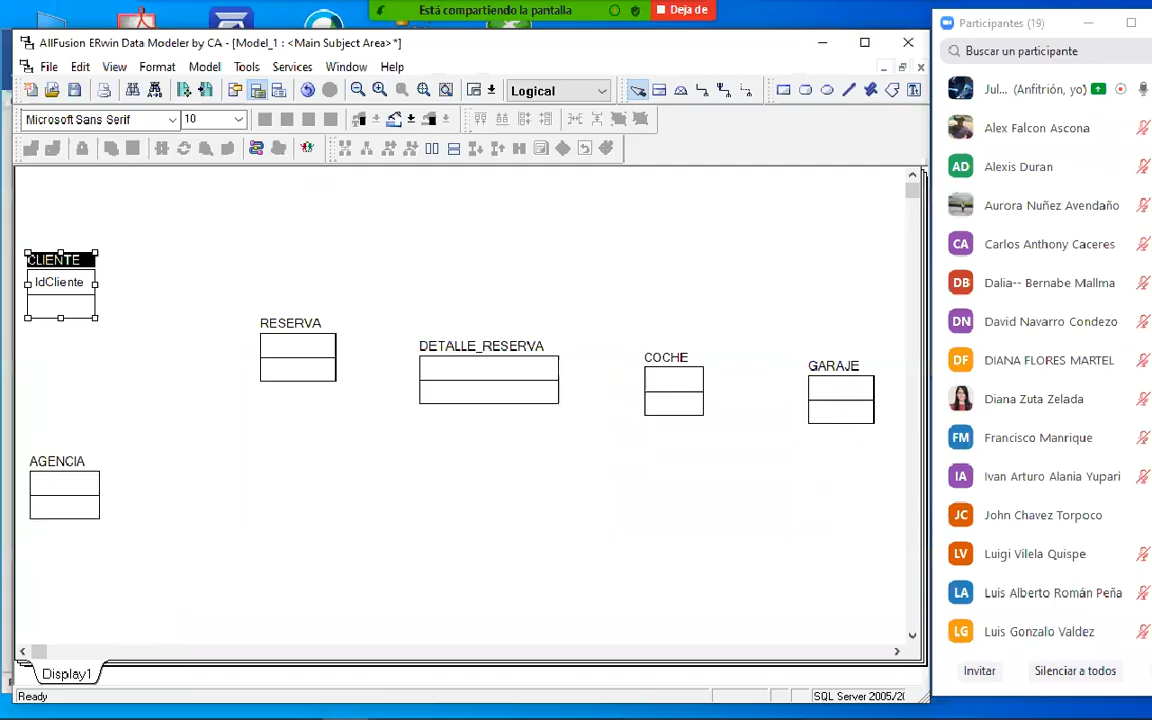 Está compartiendo la pantalla
Deja de
AllFusion ERwin Data Modeler by CA - [Model_1 : <Main Subject Area>*]
File Edit View Format Model Tools Services Window Help
Logical
Microsoft Sans Serif 10
CLIENTE
IdCliente
RESERVA
DETALLE_RESERVA
COCHE
GARAJE
AGENCIA
Display1
Ready
SQL Server 2005/20
Participantes (19)
Buscar un participante
Jul... (Anfitrión, yo)
Alex Falcon Ascona
AD Alexis Duran
Aurora Nuñez Avendaño
CA Carlos Anthony Caceres
DB Dalia-- Bernabe Mallma
DN David Navarro Condezo
DF DIANA FLORES MARTEL
Diana Zuta Zelada
FM Francisco Manrique
IA Ivan Arturo Alania Yupari
JC John Chavez Torpoco
LV Luigi Vilela Quispe
LA Luis Alberto Román Peña
LG Luis Gonzalo Valdez
Invitar
Silenciar a todos